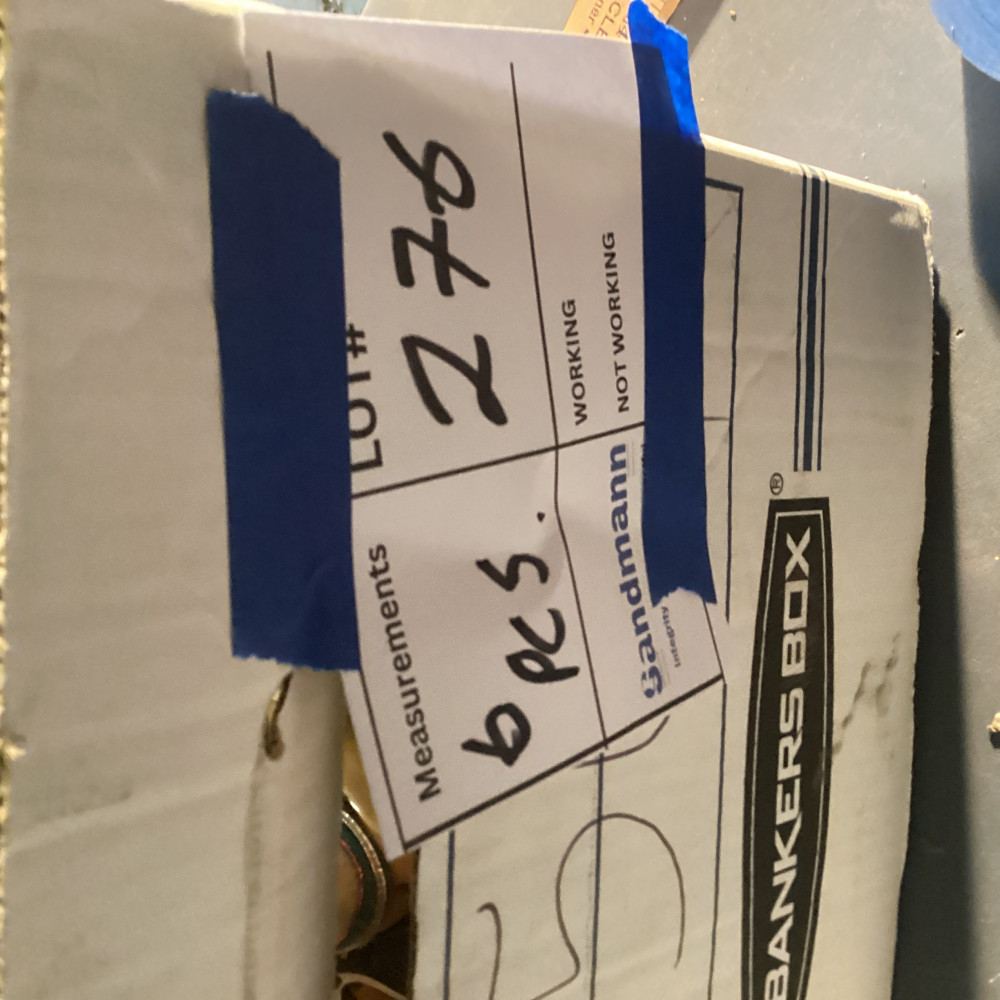 LOT#
276
Measurements
6 pcs.
WORKING
NOT WORKING
Sandmann
Integrity
BANKERS BOX®